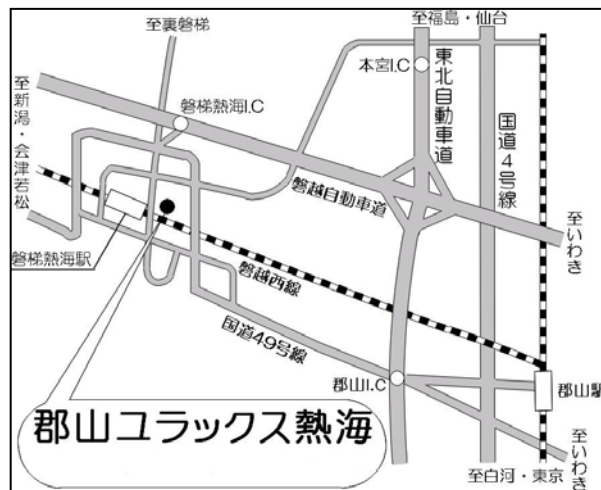 至裏磐梯
至福島・仙台
本宮I.C
東北自動車道
国道4号線
至新潟・会津若松
磐梯熱海I.C
磐越自動車道
至いわき
磐梯熱海駅
磐越西線
国道49号線
郡山I.C
郡山駅
郡山ユラックス熱海
至白河・東京
至いわき